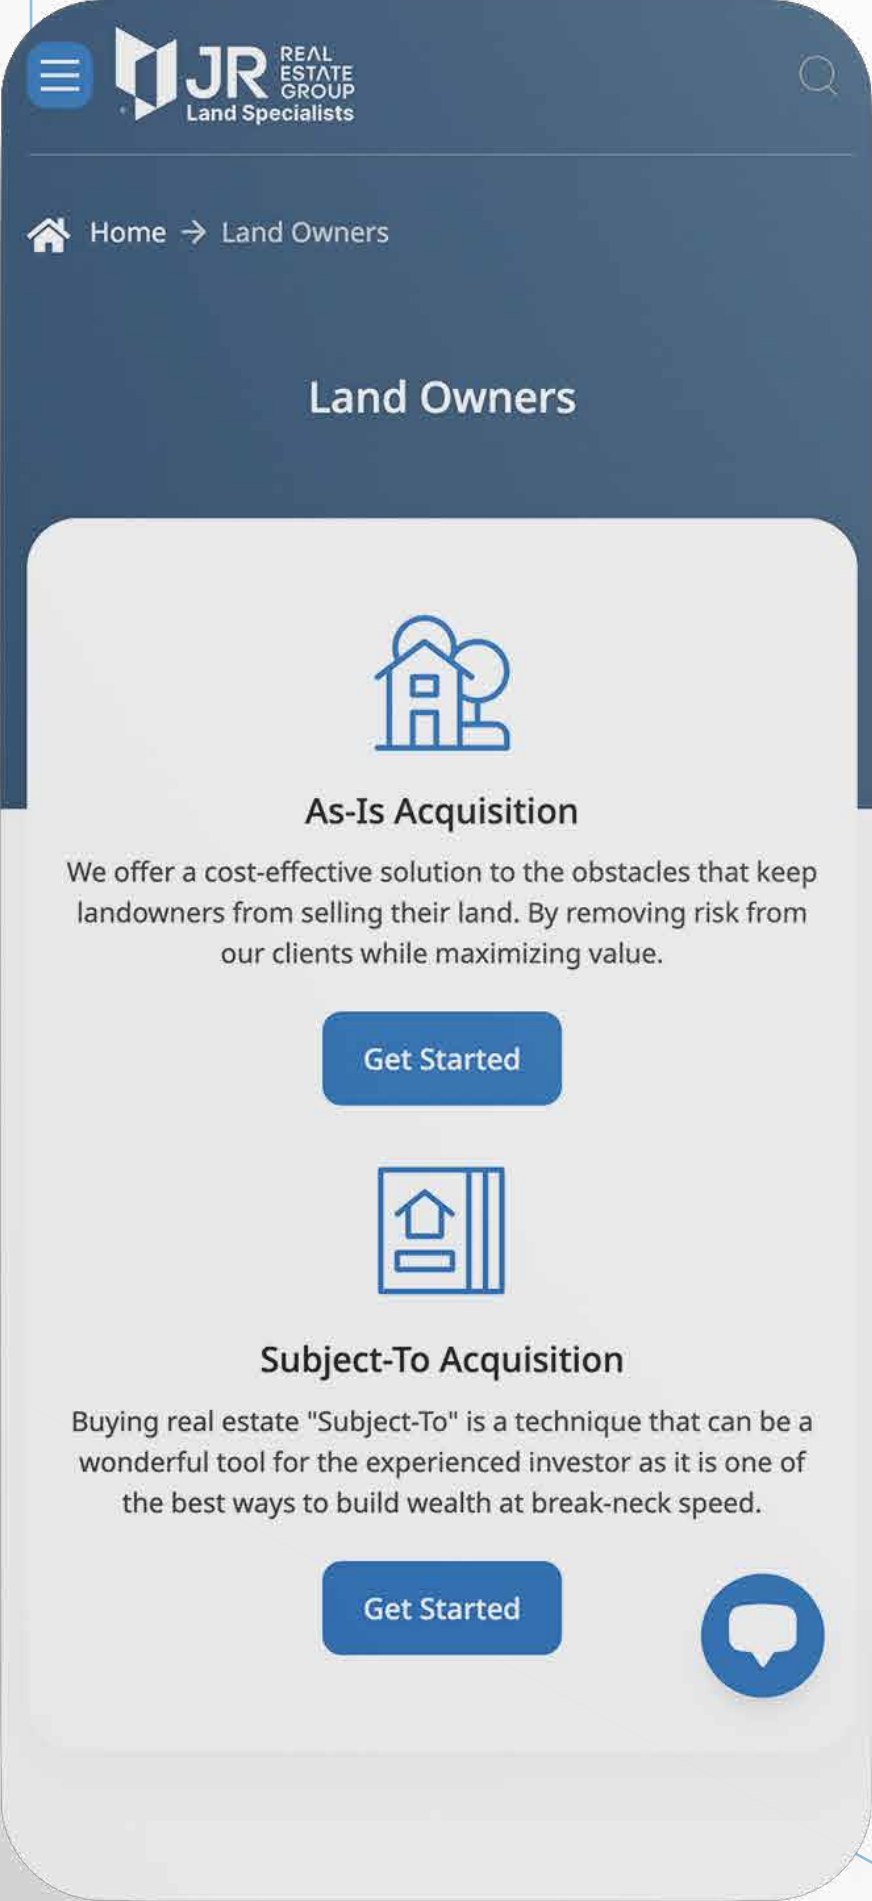 JR REAL
ESTATE
GROUP
Land Specialists
Home → Land Owners
Land Owners
As-Is Acquisition
We offer a cost-effective solution to the obstacles that keep
landowners from selling their land. By removing risk from
our clients while maximizing value.
Get Started
Subject-To Acquisition
Buying real estate "Subject-To" is a technique that can be a
wonderful tool for the experienced investor as it is one of
the best ways to build wealth at break-neck speed.
Get Started